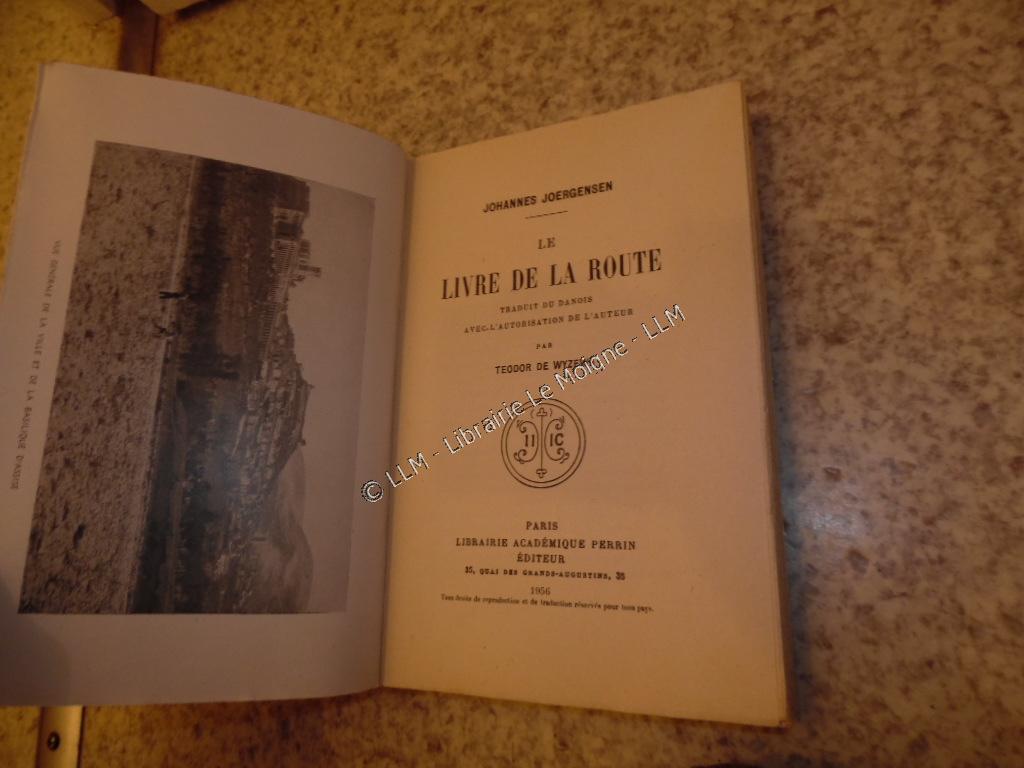 VUE GÉNÉRALE DE LA VILLE ET DE LA BASILIQUE D'ASSISE
JOHANNES JOERGENSEN
LE
LIVRE DE LA ROUTE
TRADUIT DU DANOIS
AVEC L'AUTORISATION DE L'AUTEUR
PAR
TEODOR DE
© LLM - Librairie Le Moigne - LLM
II IC
PARIS
LIBRAIRIE ACADÉMIQUE PERRIN
ÉDITEUR
35, QUAI DES GRANDS-AUGUSTINS, 35
1956
Tous droits de reproduction et de traduction réservés pour tous pays.